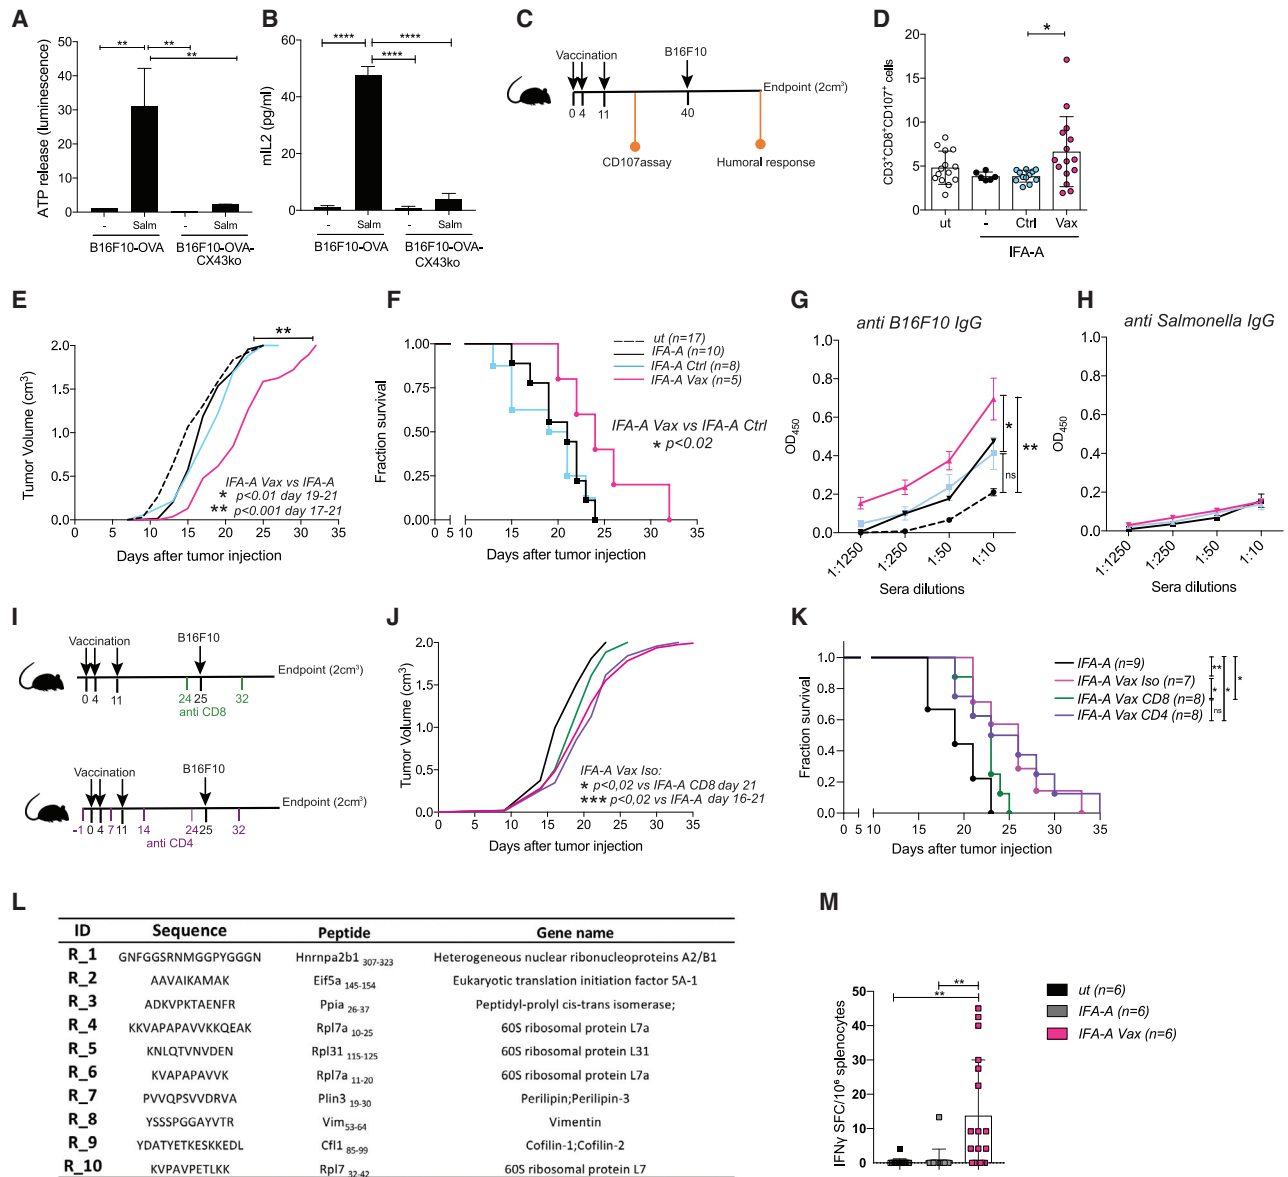 A
ATP release (luminescence)
50
40
30
20
10
0
**
**
**
-
Salm
-
Salm
B16F10-OVA
B16F10-OVA-
CX43ko
B
mIL2 (pg/ml)
60
40
20
0
****
****
****
-
Salm
-
Salm
B16F10-OVA
B16F10-OVA-
CX43ko
C
Vaccination
B16F10
Endpoint (2cm3)
0
4
11
40
CD107assay
Humoral response
D
CD3+CD8+CD107+ cells
20
15
10
5
0
*
ut
-
Ctrl
Vax
IFA-A
E
Tumor Volume (cm3)
2.0
1.5
1.0
0.5
0.0
**
IFA-A Vax vs IFA-A
* p<0.01 day 19-21
** p<0.001 day 17-21
0 5 10 15 20 25 30 35
Days after tumor injection
F
Fraction survival
1.00
0.75
0.50
0.25
0.00
ut (n=17)
IFA-A (n=10)
IFA-A Ctrl (n=8)
IFA-A Vax (n=5)
IFA-A Vax vs IFA-A Ctrl
* p<0.02
0 5 10 15 20 25 30 35
Days after tumor injection
G
anti B16F10 IgG
OD450
1.0
0.8
0.6
0.4
0.2
0.0
*
ns
**
1:1250
1:250
1:50
1:10
Sera dilutions
H
anti Salmonella IgG
OD450
1.0
0.8
0.6
0.4
0.2
0.0
1:1250
1:250
1:50
1:10
Sera dilutions
I
Vaccination
B16F10
Endpoint (2cm3)
0 4 11 24 25 32
anti CD8
Vaccination
B16F10
Endpoint (2cm3)
-1 0 4 7 11 14 24 25 32
anti CD4
J
Tumor Volume (cm3)
2.0
1.5
1.0
0.5
0.0
IFA-A Vax Iso:
* p<0,02 vs IFA-A CD8 day 21
*** p<0,02 vs IFA-A day 16-21
0 5 10 15 20 25 30 35
Days after tumor injection
K
Fraction survival
1.0
0.8
0.6
0.4
0.2
0.0
IFA-A (n=9)
IFA-A Vax Iso (n=7)
IFA-A Vax CD8 (n=8)
IFA-A Vax CD4 (n=8)
**
*
ns
*
*
0 5 10 15 20 25 30 35
Days after tumor injection
L
ID Sequence Peptide Gene name
R_1 GNFGGSRNMGGPYGGGN Hnrnpa2b1 307-323 Heterogeneous nuclear ribonucleoproteins A2/B1
R_2 AAVAIKAMAK Eif5a 145-154 Eukaryotic translation initiation factor 5A-1
R_3 ADKVPKTAENFR Ppia 26-37 Peptidyl-prolyl cis-trans isomerase;
R_4 KKVAPAPAVVKKQEAK Rpl7a 10-25 60S ribosomal protein L7a
R_5 KNLQTVNVDEN Rpl31 115-125 60S ribosomal protein L31
R_6 KVAPAPAVVK Rpl7a 11-20 60S ribosomal protein L7a
R_7 PVVQPSVVDRVA Plin3 19-30 Perilipin;Perilipin-3
R_8 YSSSPGGAYVTR Vim 53-64 Vimentin
R_9 YDATYETKESKKEDL Cfl1 85-99 Cofilin-1;Cofilin-2
R_10 KVPAVPETLKK Rpl7 32-42 60S ribosomal protein L7
M
IFNγ SFC/10⁶ splenocytes
50
40
30
20
10
0
**
**
ut (n=6)
IFA-A (n=6)
IFA-A Vax (n=6)